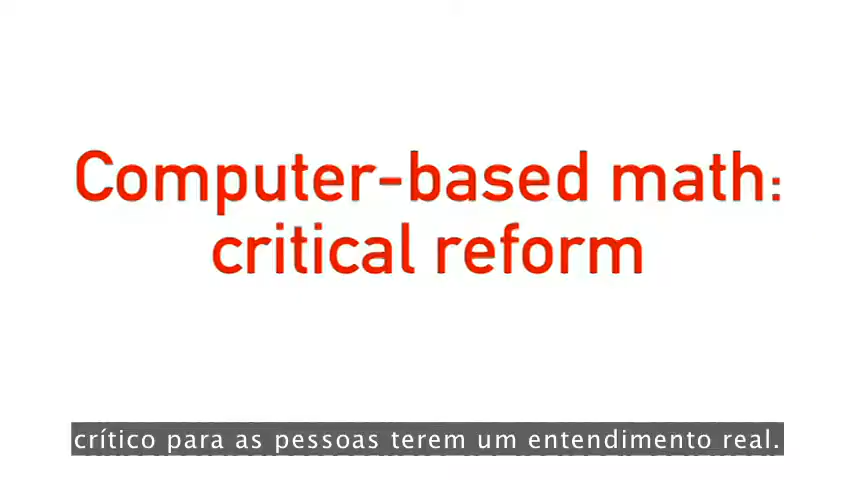 Computer-based math:
critical reform
crítico para as pessoas terem um entendimento real.